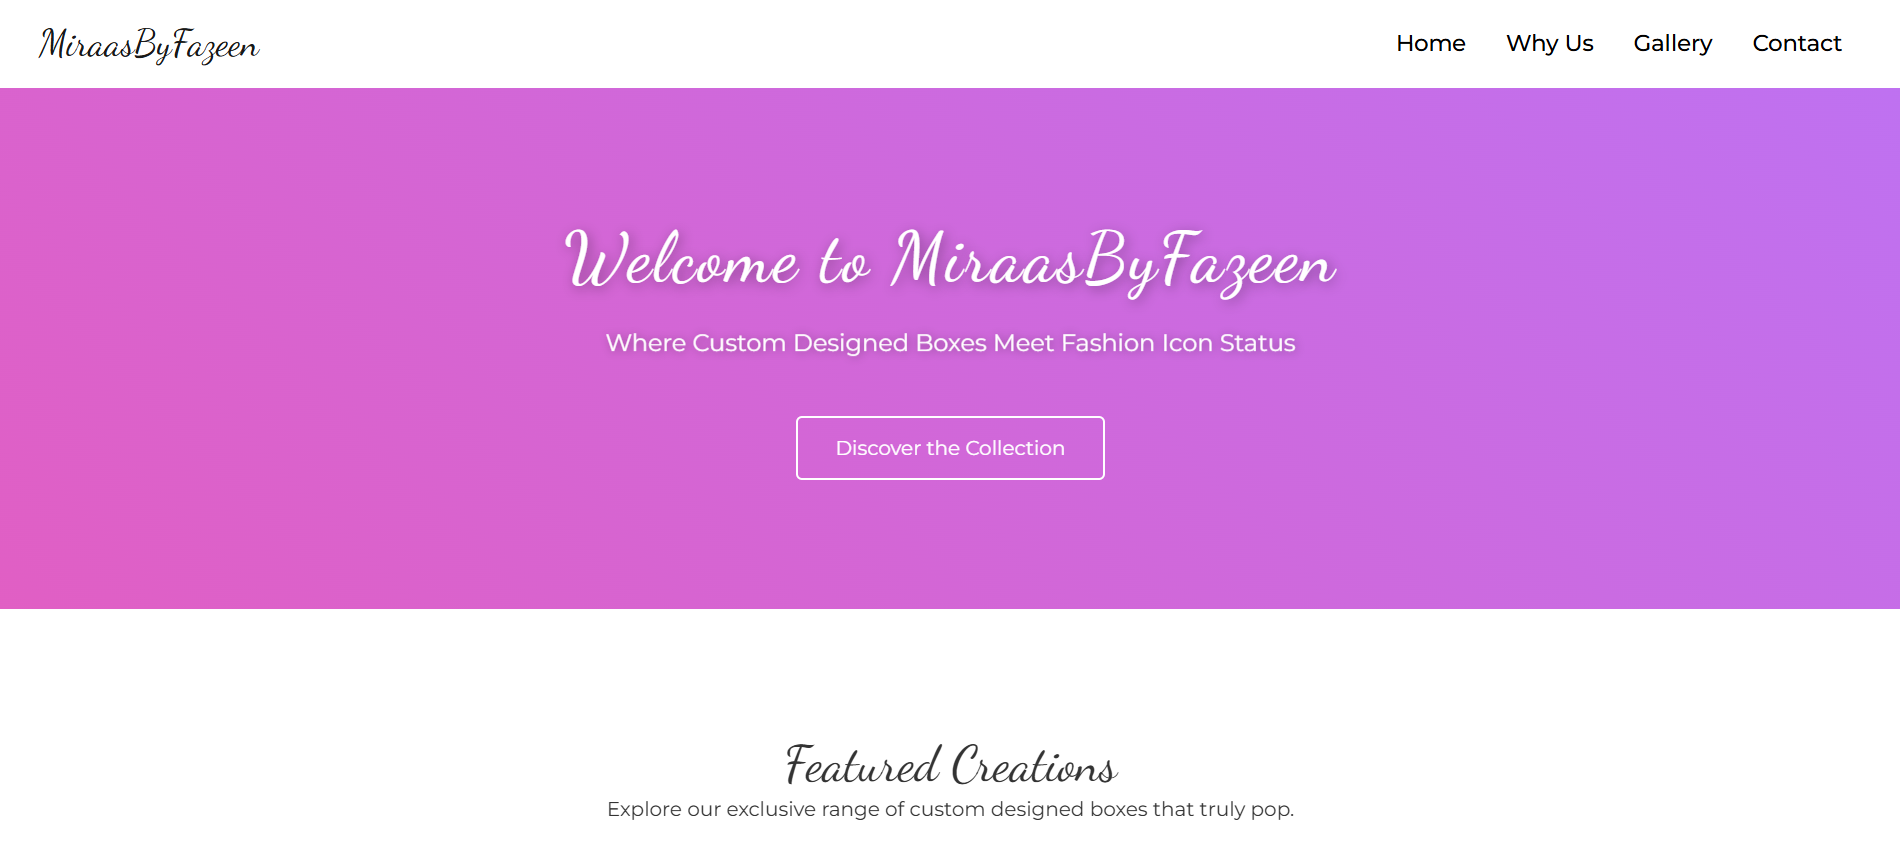 MiraasByFazeen
Home Why Us Gallery Contact
Welcome to MiraasByFazeen
Where Custom Designed Boxes Meet Fashion Icon Status
Discover the Collection
Featured Creations
Explore our exclusive range of custom designed boxes that truly pop.